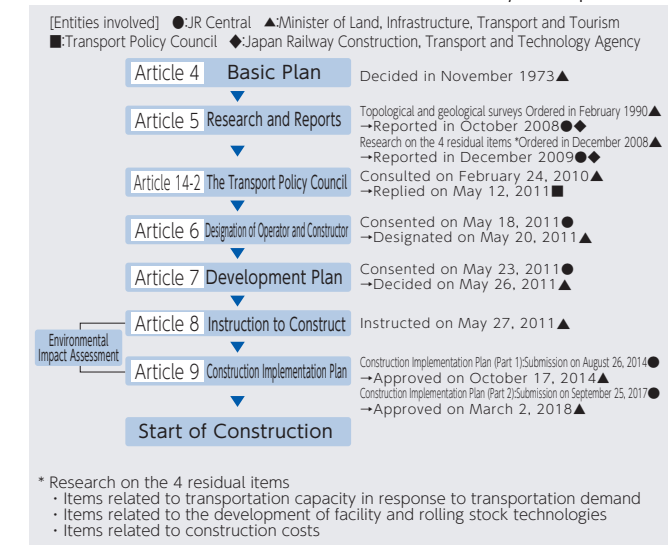 [Entities involved] ●:JR Central ▲:Minister of Land, Infrastructure, Transport and Tourism
■:Transport Policy Council ◆:Japan Railway Construction, Transport and Technology Agency
Article 4 Basic Plan Decided in November 1973▲
▼
Article 5 Research and Reports Topological and geological surveys Ordered in February 1990▲
→Reported in October 2008●◆
Research on the 4 residual items *Ordered in December 2008▲
→Reported in December 2009●◆
▼
Article 14-2 The Transport Policy Council Consulted on February 24, 2010▲
→Replied on May 12, 2011■
▼
Article 6 Designation of Operator and Constructor Consented on May 18, 2011●
→Designated on May 20, 2011▲
▼
Article 7 Development Plan Consented on May 23, 2011●
→Decided on May 26, 2011▲
▼
Article 8 Instruction to Construct Instructed on May 27, 2011▲
▼
Environmental
Impact Assessment
Article 9 Construction Implementation Plan Construction Implementation Plan (Part 1):Submission on August 26, 2014●
→Approved on October 17, 2014▲
Construction Implementation Plan (Part 2):Submission on September 25, 2017●
→Approved on March 2, 2018▲
▼
Start of Construction
* Research on the 4 residual items
・Items related to transportation capacity in response to transportation demand
・Items related to the development of facility and rolling stock technologies
・Items related to construction costs